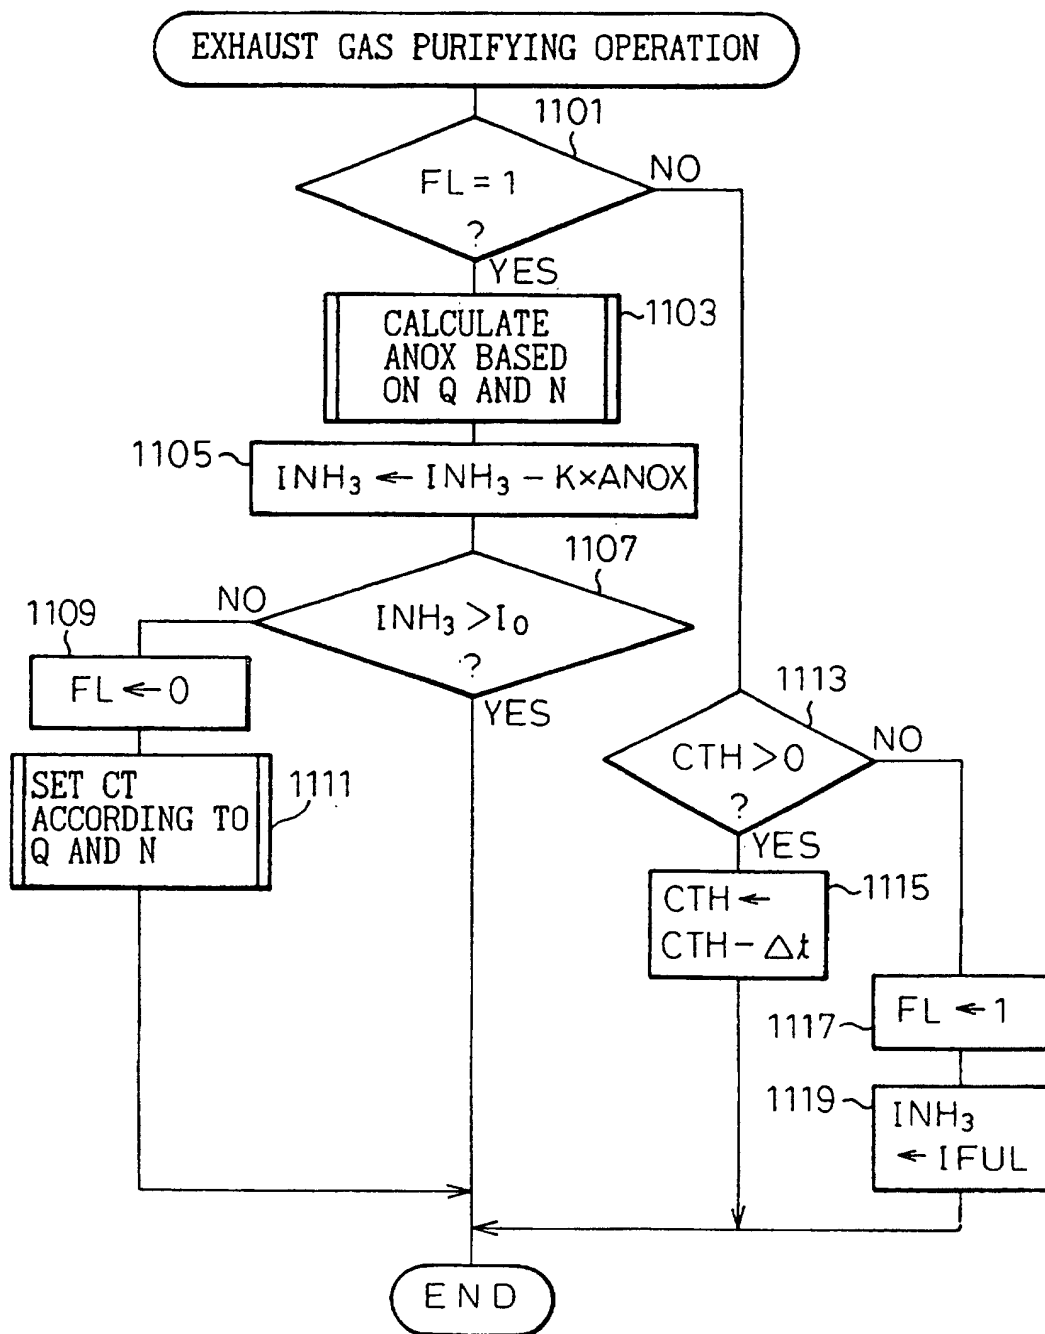 EXHAUST GAS PURIFYING OPERATION
1101
FL = 1
?
NO
YES
CALCULATE
ANOX BASED
ON Q AND N
1103
1105
INH₃ ← INH₃ − K×ANOX
1107
INH₃ > I₀
?
NO
YES
1109
FL ← 0
SET CT
ACCORDING TO
Q AND N
1111
1113
CTH > 0
?
NO
YES
CTH ←
CTH − Δt
1115
FL ← 1
1117
1119
INH₃
← IFUL
END